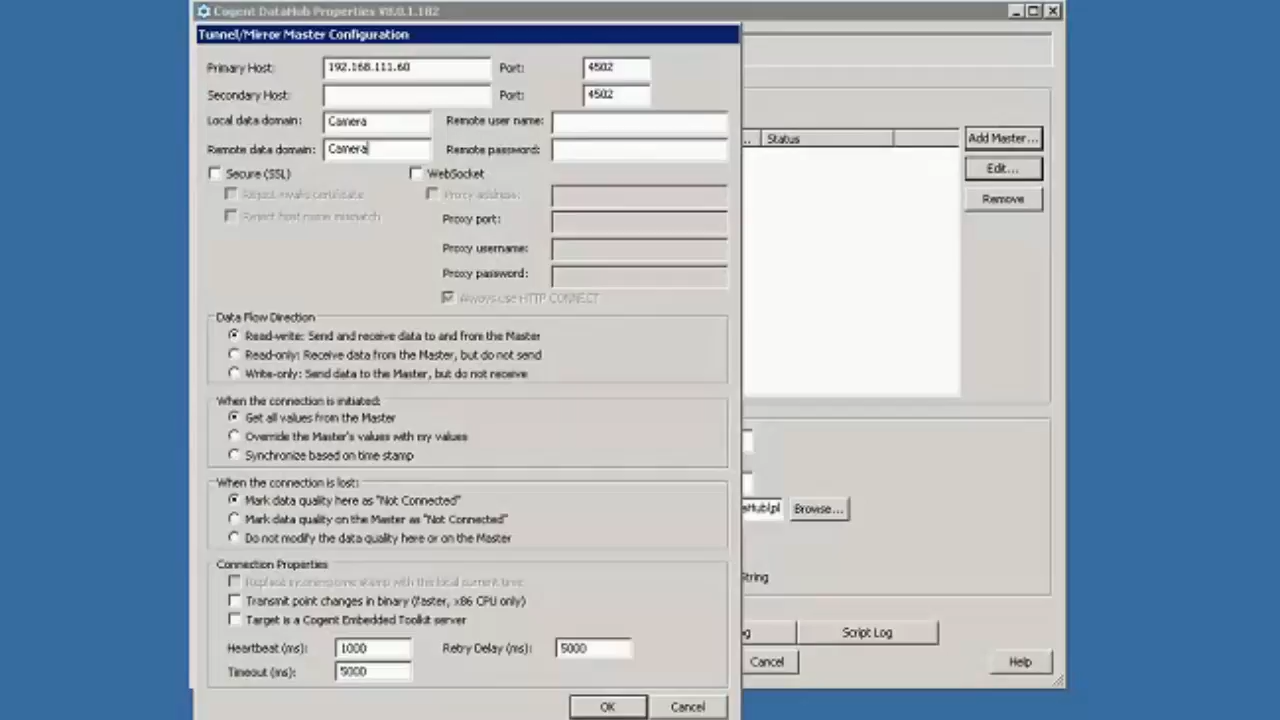 Cogent DataHub Properties V8.0.1.182
Tunnel/Mirror Master Configuration
Primary Host: 192.168.111.60 Port: 4502
Secondary Host: Port: 4502
Local data domain: Camera Remote user name:
Remote data domain: Camera Remote password:
Secure (SSL) WebSocket
Reject invalid certificate Proxy address:
Reject host name mismatch Proxy port:
Proxy username:
Proxy password:
Always use HTTP CONNECT
Data Flow Direction
Read-write: Send and receive data to and from the Master
Read-only: Receive data from the Master, but do not send
Write-only: Send data to the Master, but do not receive
When the connection is initiated:
Get all values from the Master
Override the Master's values with my values
Synchronize based on time stamp
When the connection is lost:
Mark data quality here as "Not Connected"
Mark data quality on the Master as "Not Connected"
Do not modify the data quality here or on the Master
Connection Properties
Replace incoming time stamp with the local current time
Transmit point changes in binary (faster, x86 CPU only)
Target is a Cogent Embedded Toolkit server
Heartbeat (ms): 1000 Retry Delay (ms): 5000
Timeout (ms): 5000
OK Cancel
... Status
Add Master...
Edit...
Remove
Browse...
String
Script Log
Cancel Help